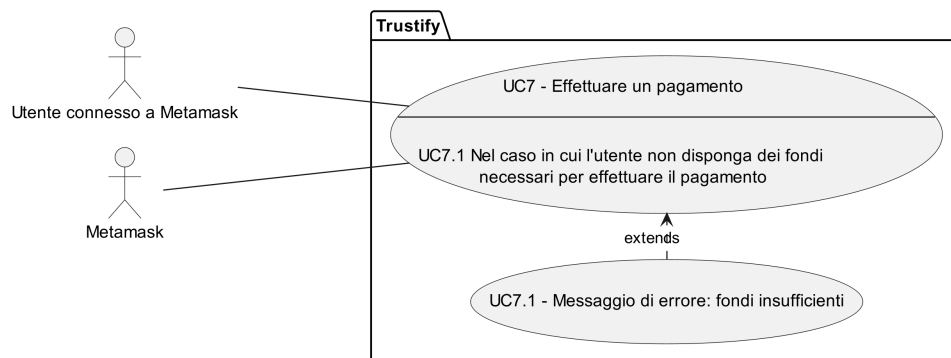 Trustify
UC7 - Effettuare un pagamento
Utente connesso a Metamask
UC7.1 Nel caso in cui l'utente non disponga dei fondi
necessari per effettuare il pagamento
Metamask
extends
UC7.1 - Messaggio di errore: fondi insufficienti